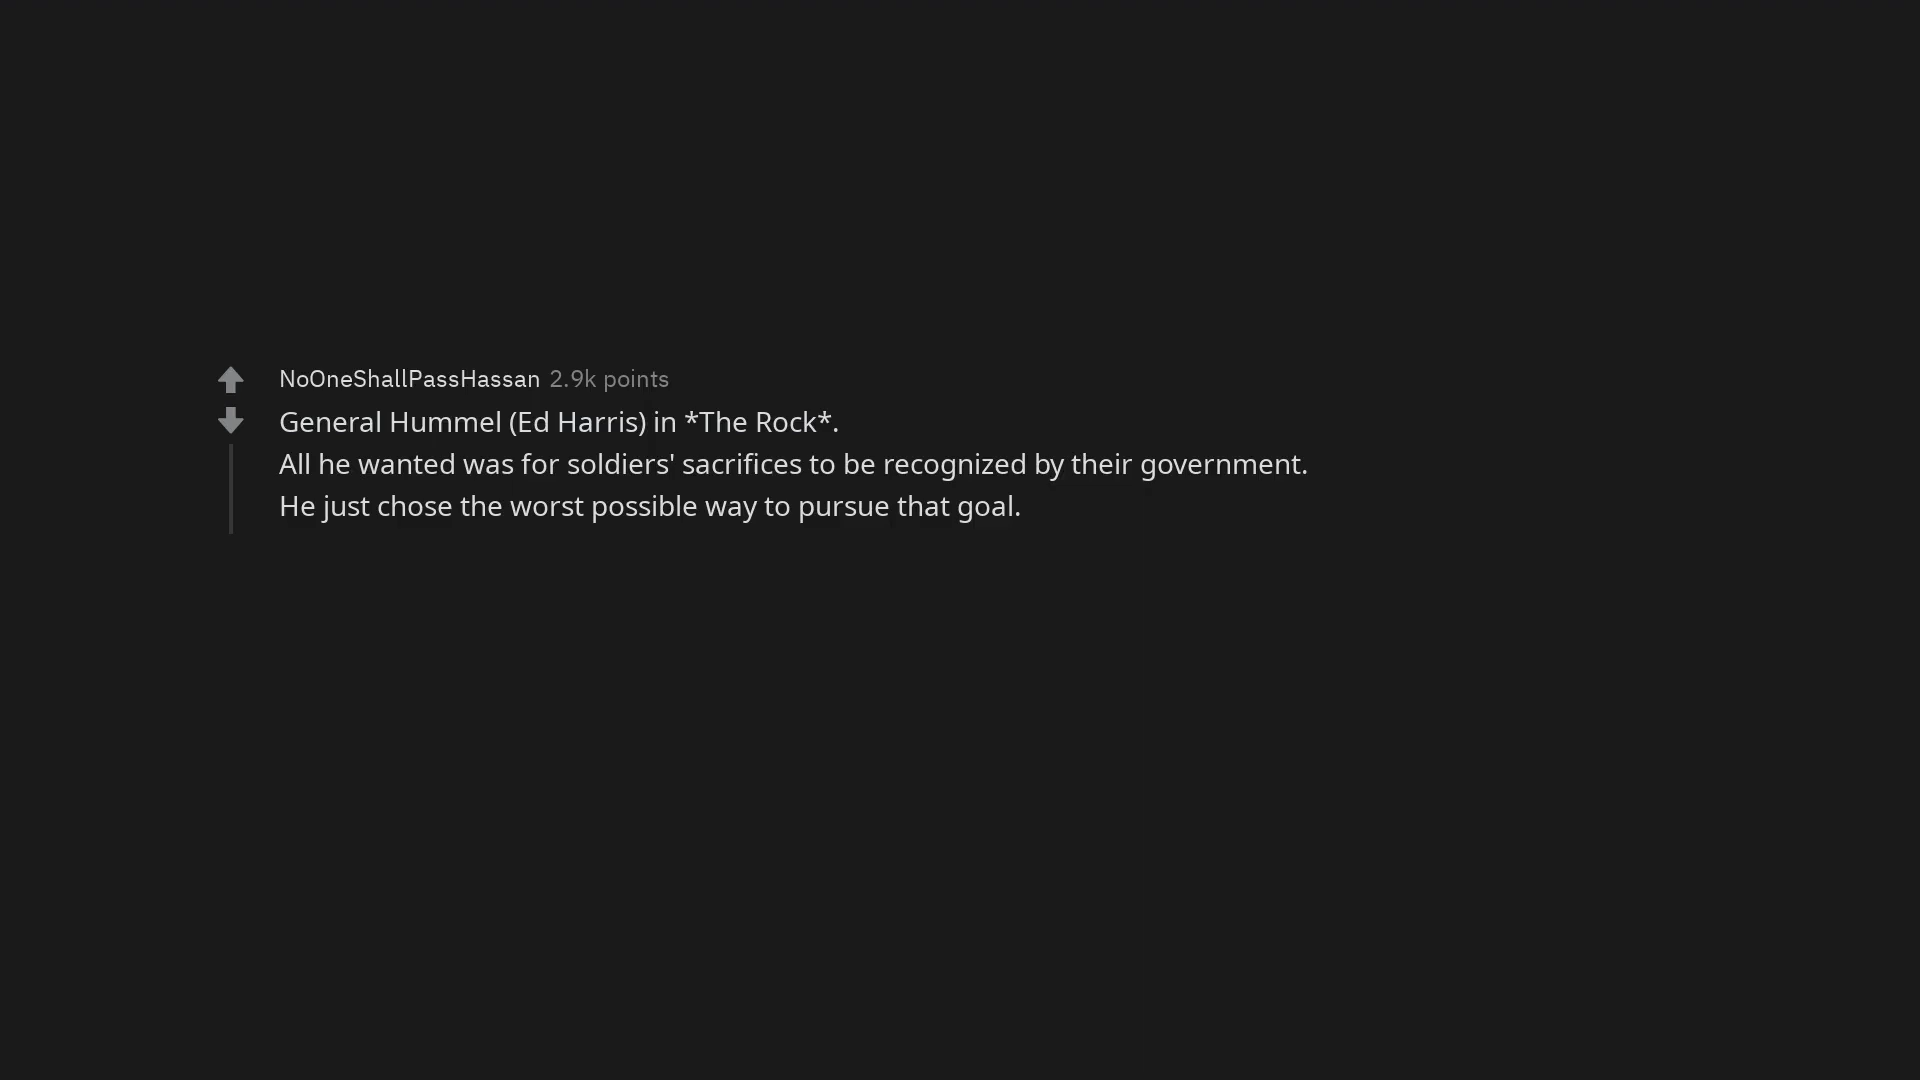 NoOneShallPassHassan 2.9k points
General Hummel (Ed Harris) in *The Rock*.
All he wanted was for soldiers' sacrifices to be recognized by their government.
He just chose the worst possible way to pursue that goal.